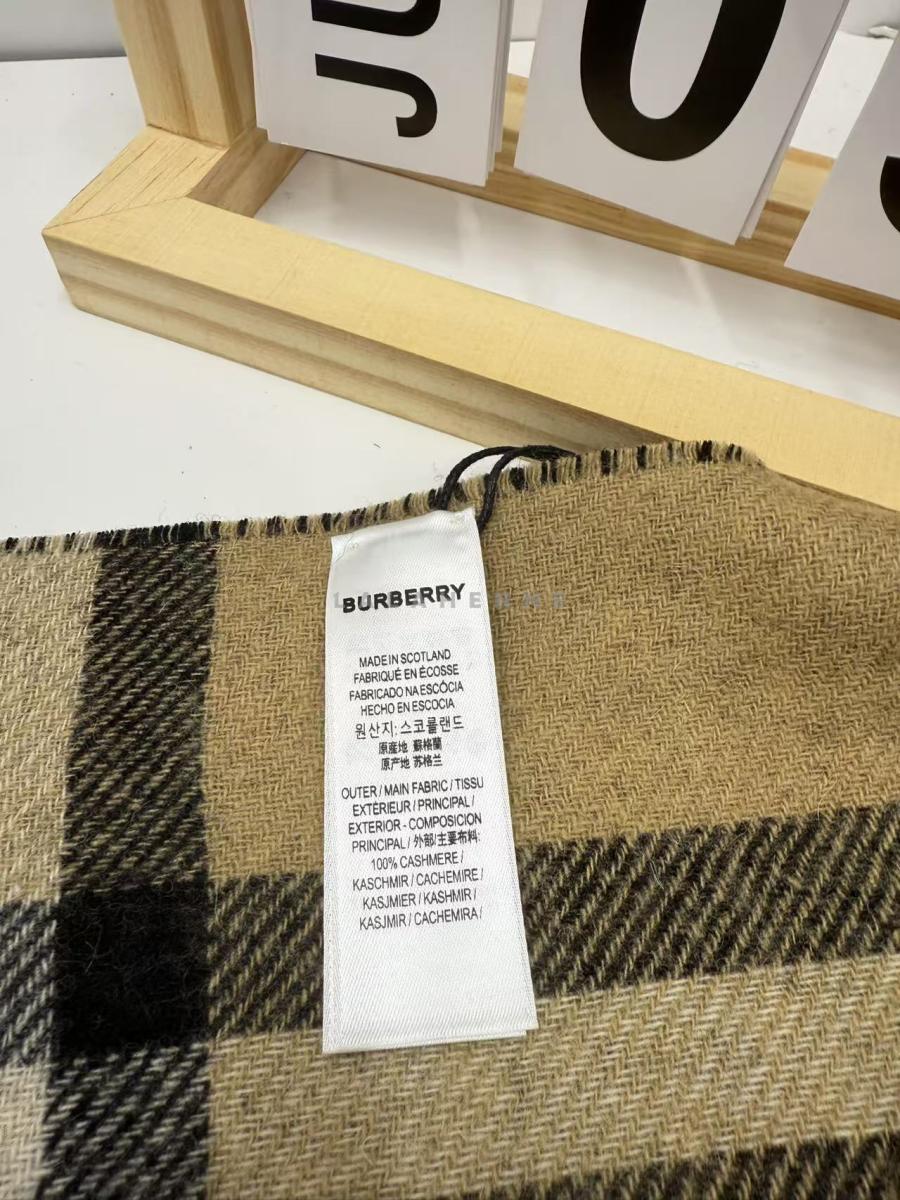 JU
0
BURBERRY
MADE IN SCOTLAND
FABRIQUÉ EN ÉCOSSE
FABRICADO NA ESCÓCIA
HECHO EN ESCOCIA
원산지: 스코틀랜드
原產地 蘇格蘭
原产地 苏格兰
OUTER / MAIN FABRIC / TISSU
EXTÉRIEUR / PRINCIPAL /
EXTERIOR - COMPOSICION
PRINCIPAL / 外部/主要布料:
100% CASHMERE /
KASCHMIR / CACHEMIRE /
KASJMIER / KASHMIR /
KASJMIR / CACHEMIRA /